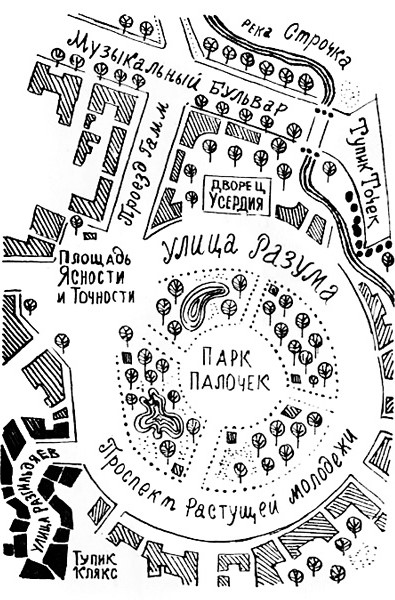 река Строчка
Музыкальный Бульвар
Тупик Точек
Проезд Гамм
Дворец
Усердия
Улица Разума
Площадь
Ясности
и Точности
Парк
Палочек
Проспект Растущей молодежи
Улица Разгильдяев
Тупик
Клякс